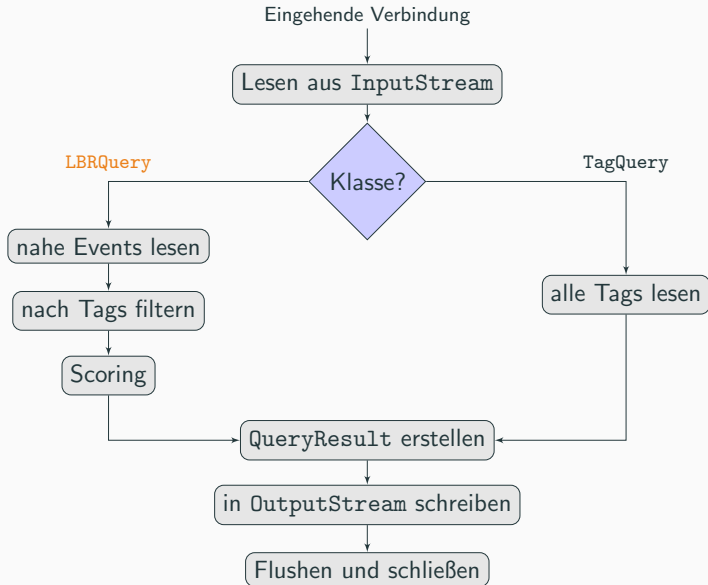 Eingehende Verbindung
Lesen aus InputStream
LBRQuery
TagQuery
Klasse?
nahe Events lesen
alle Tags lesen
nach Tags filtern
Scoring
QueryResult erstellen
in OutputStream schreiben
Flushen und schließen